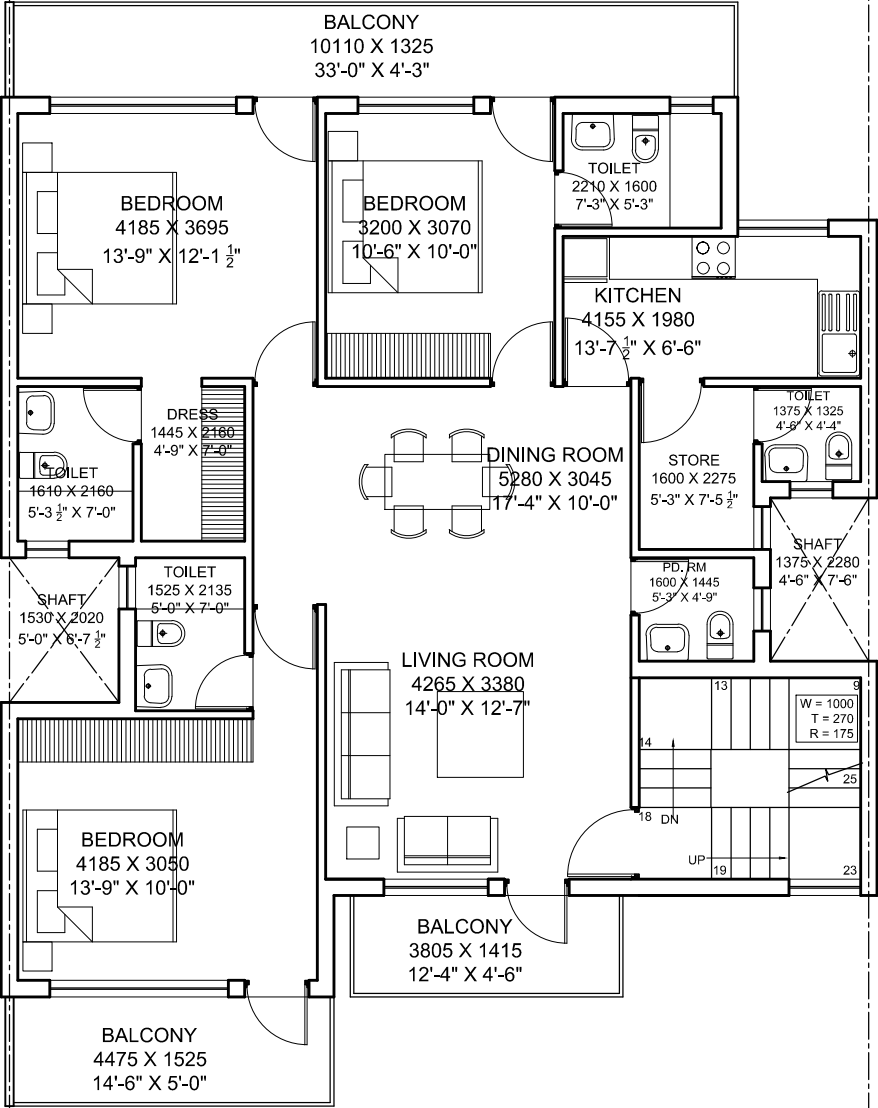 BALCONY
10110 X 1325
33'-0" X 4'-3"
BEDROOM
4185 X 3695
13'-9" X 12'-1 1/2"
BEDROOM
3200 X 3070
10'-6" X 10'-0"
TOILET
2210 X 1600
7'-3" X 5'-3"
KITCHEN
4155 X 1980
13'-7 1/2" X 6'-6"
DRESS
1445 X 2160
4'-9" X 7'-0"
TOILET
1610 X 2160
5'-3 1/2" X 7'-0"
DINING ROOM
5280 X 3045
17'-4" X 10'-0"
STORE
1600 X 2275
5'-3" X 7'-5 1/2"
TOILET
1375 X 1325
4'-6" X 4'-4"
SHAFT
1375 X 2280
4'-6" X 7'-6"
SHAFT
1530 X 2020
5'-0" X 6'-7 1/2"
TOILET
1525 X 2135
5'-0" X 7'-0"
PD. RM
1600 X 1445
5'-3" X 4'-9"
LIVING ROOM
4265 X 3380
14'-0" X 12'-7"
13
9
W = 1000
T = 270
R = 175
14
25
18
DN
UP
19
23
BEDROOM
4185 X 3050
13'-9" X 10'-0"
BALCONY
3805 X 1415
12'-4" X 4'-6"
BALCONY
4475 X 1525
14'-6" X 5'-0"